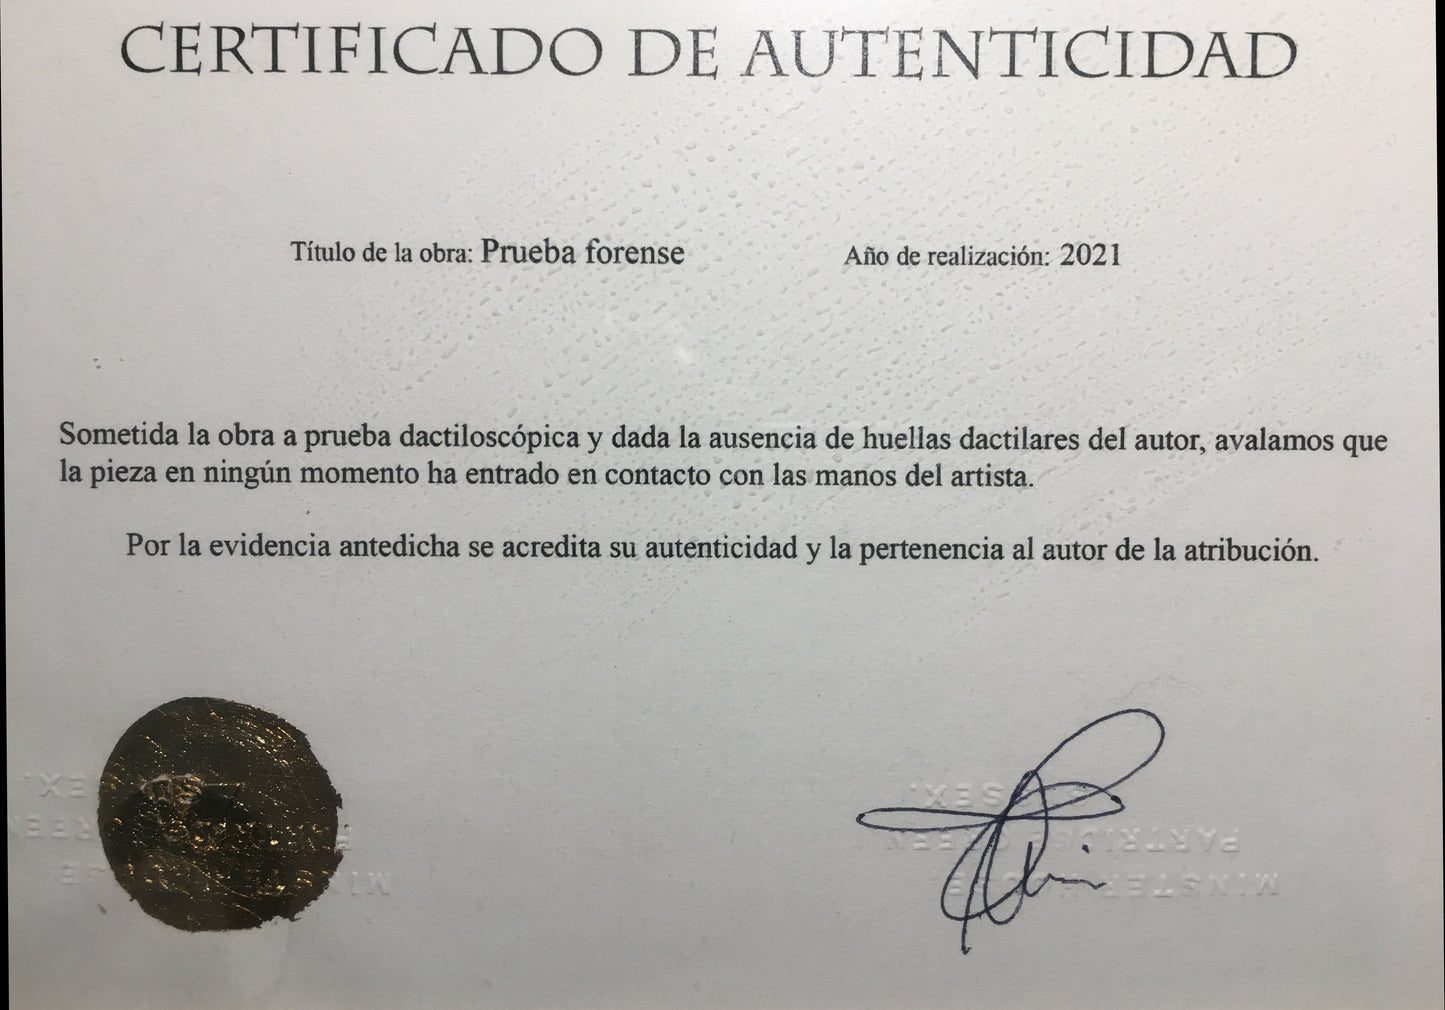 CERTIFICADO DE AUTENTICIDAD
Título de la obra: Prueba forense Año de realización: 2021
Sometida la obra a prueba dactiloscópica y dada la ausencia de huellas dactilares del autor, avalamos que
la pieza en ningún momento ha entrado en contacto con las manos del artista.
Por la evidencia antedicha se acredita su autenticidad y la pertenencia al autor de la atribución.